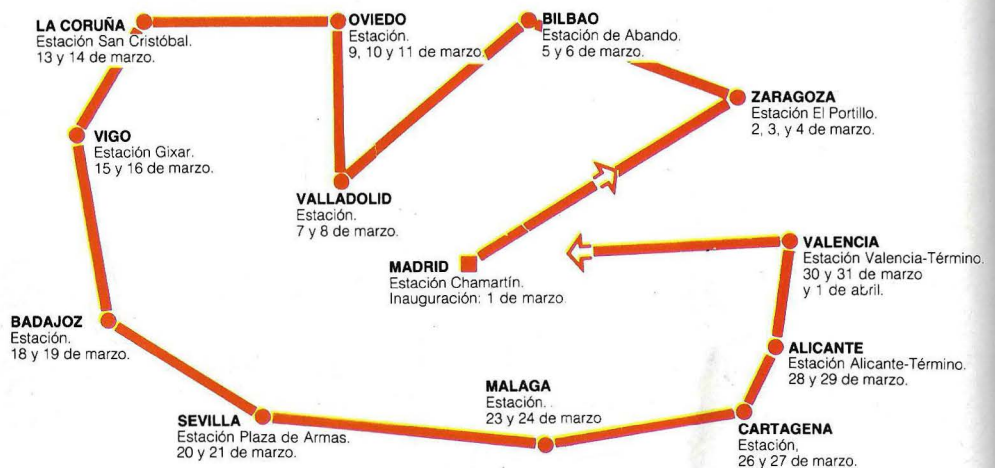 LA CORUÑA
Estación San Cristóbal.
13 y 14 de marzo.
OVIEDO
Estación
9, 10 y 11 de marzo.
BILBAO
Estación de Abando.
5 y 6 de marzo.
ZARAGOZA
Estación El Portillo.
2, 3, y 4 de marzo.
VIGO
Estación Gixar.
15 y 16 de marzo.
VALLADOLID
Estación.
7 y 8 de marzo.
MADRID
Estación Chamartín.
Inauguración: 1 de marzo
VALENCIA
Estación Valencia-Término.
30 y 31 de marzo
y 1 de abril.
BADAJOZ
Estación.
18 y 19 de marzo.
ALICANTE
Estación Alicante-Término.
28 y 29 de marzo.
MALAGA
Estación.
23 y 24 de marzo
SEVILLA
Estación Plaza de Armas.
20 y 21 de marzo.
CARTAGENA
Estación,
26 y 27 de marzo.